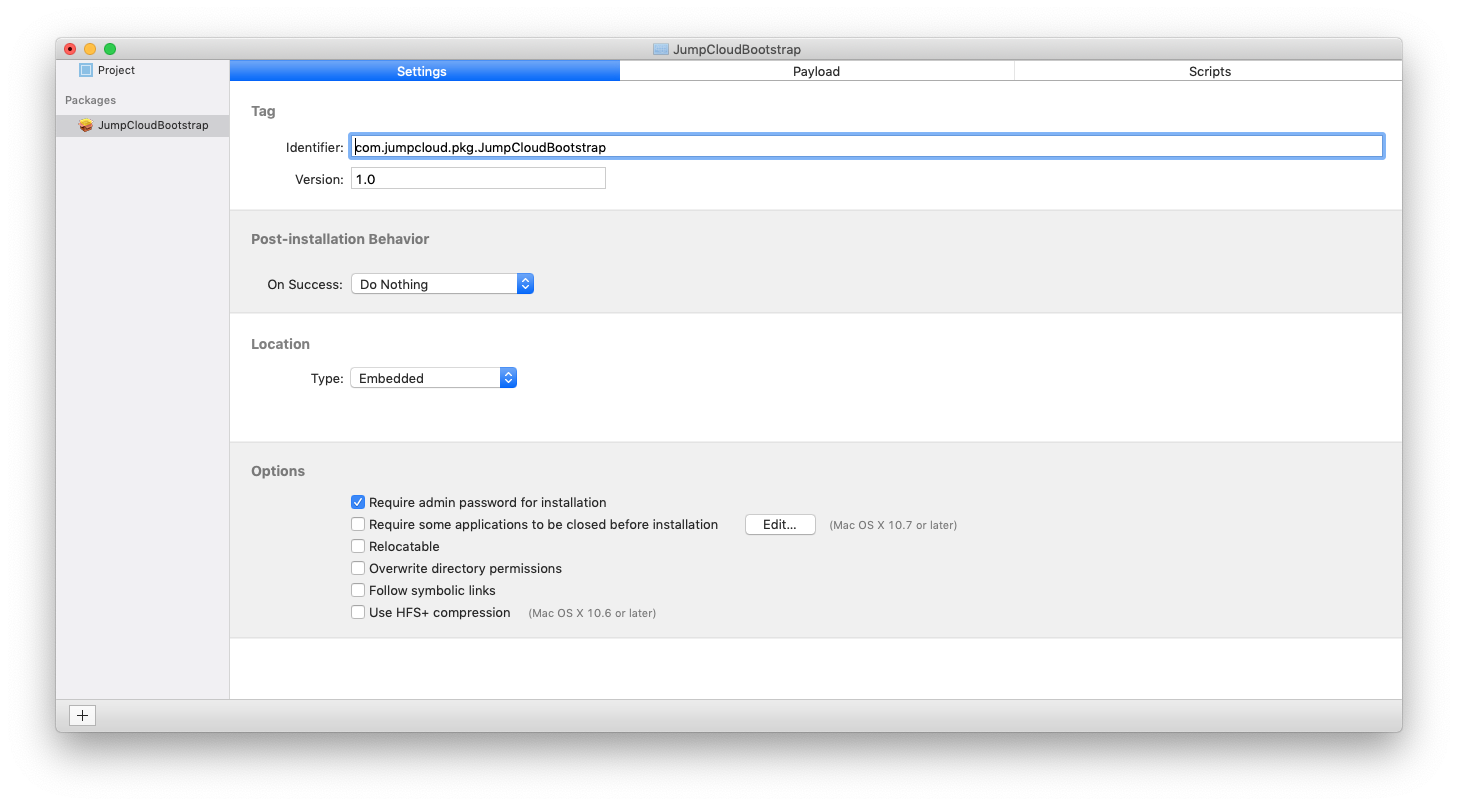 JumpCloudBootstrap
Project
Packages
JumpCloudBootstrap
Settings
Payload
Scripts
Tag
Identifier: com.jumpcloud.pkg.JumpCloudBootstrap
Version: 1.0
Post-installation Behavior
On Success: Do Nothing
Location
Type: Embedded
Options
Require admin password for installation
Require some applications to be closed before installation Edit... (Mac OS X 10.7 or later)
Relocatable
Overwrite directory permissions
Follow symbolic links
Use HFS+ compression (Mac OS X 10.6 or later)